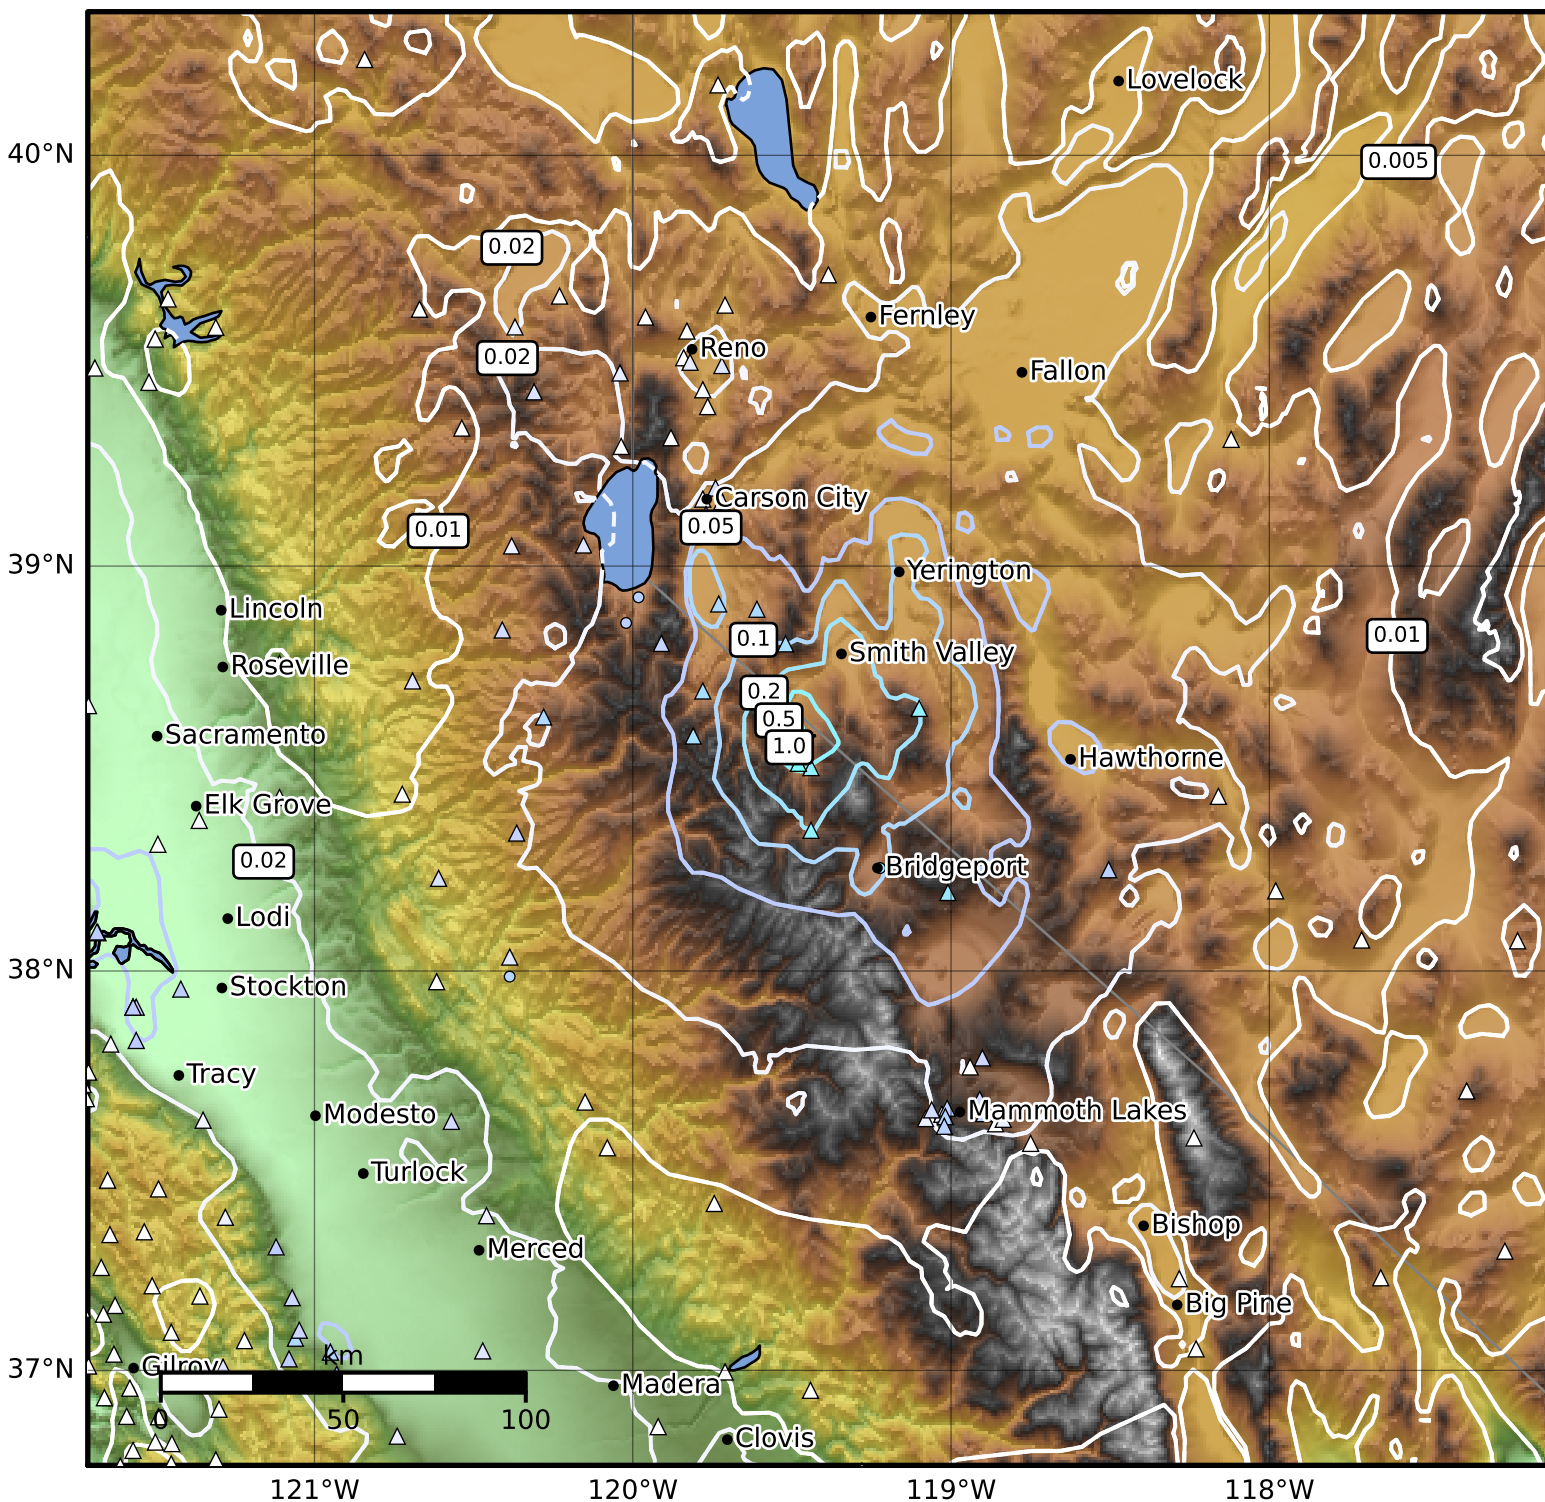 Lovelock
40°N
0.005
0.02
Fernley
Reno
0.02
Fallon
Carson City
0.05
0.01
39°N
Yerington
Lincoln
0.1
0.01
Smith Valley
Roseville
0.2
0.5
Sacramento
1.0
Hawthorne
Elk Grove
0.02
Bridgeport
Lodi
38°N
Stockton
Tracy
Mammoth Lakes
Modesto
Turlock
Bishop
Merced
Big Pine
km
37°N
Gilroy
Madera
0
50
100
Clovis
121°W
120°W
119°W
118°W